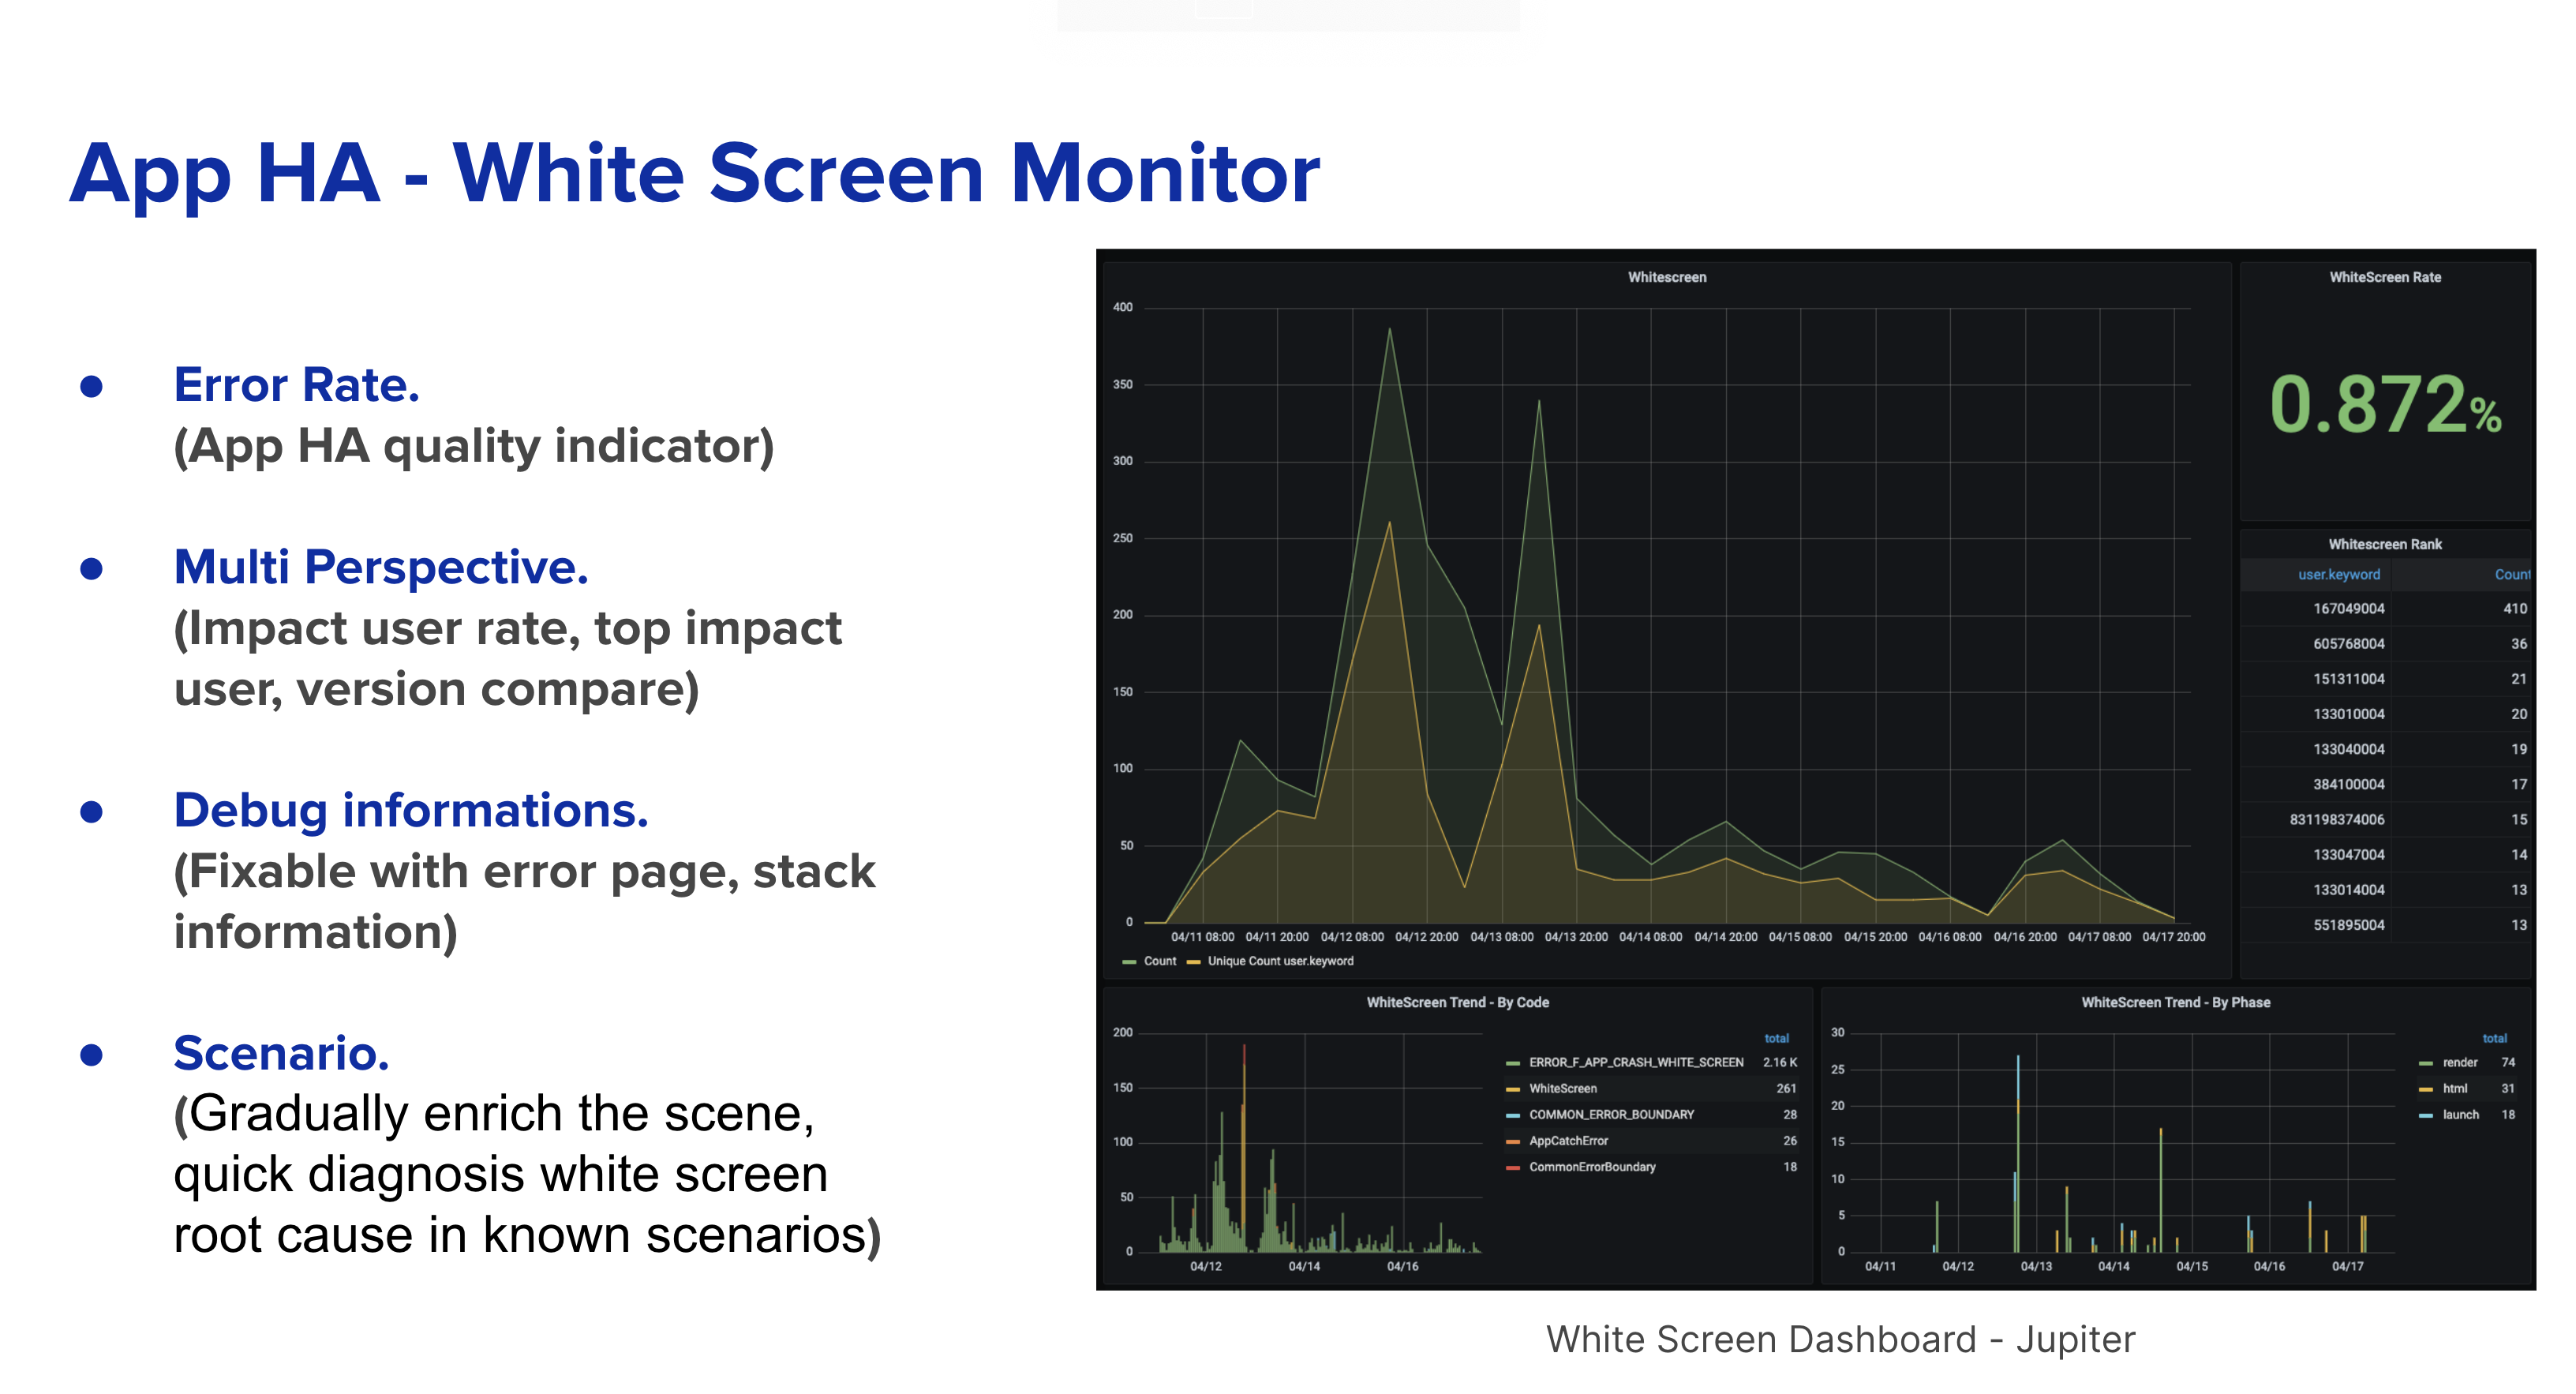 App HA - White Screen Monitor
● Error Rate.
(App HA quality indicator)
● Multi Perspective.
(Impact user rate, top impact
user, version compare)
● Debug informations.
(Fixable with error page, stack
information)
● Scenario.
(Gradually enrich the scene,
quick diagnosis white screen
root cause in known scenarios)
Whitescreen
400
350
300
250
200
150
100
50
0
04/11 08:00 04/11 20:00 04/12 08:00 04/12 20:00 04/13 08:00 04/13 20:00 04/14 08:00 04/14 20:00 04/15 08:00 04/15 20:00 04/16 08:00 04/16 20:00 04/17 08:00 04/17 20:00
Count Unique Count user.keyword
WhiteScreen Rate
0.872%
Whitescreen Rank
user.keyword Count
167049004 410
605768004 36
151311004 21
133010004 20
133040004 19
384100004 17
831198374006 15
133047004 14
133014004 13
551895004 13
WhiteScreen Trend - By Code
200
150
100
50
0
04/12 04/14 04/16
total
ERROR_F_APP_CRASH_WHITE_SCREEN 2.16 K
WhiteScreen 261
COMMON_ERROR_BOUNDARY 28
AppCatchError 26
CommonErrorBoundary 18
WhiteScreen Trend - By Phase
30
25
20
15
10
5
0
04/11 04/12 04/13 04/14 04/15 04/16 04/17
total
render 74
html 31
launch 18
White Screen Dashboard - Jupiter